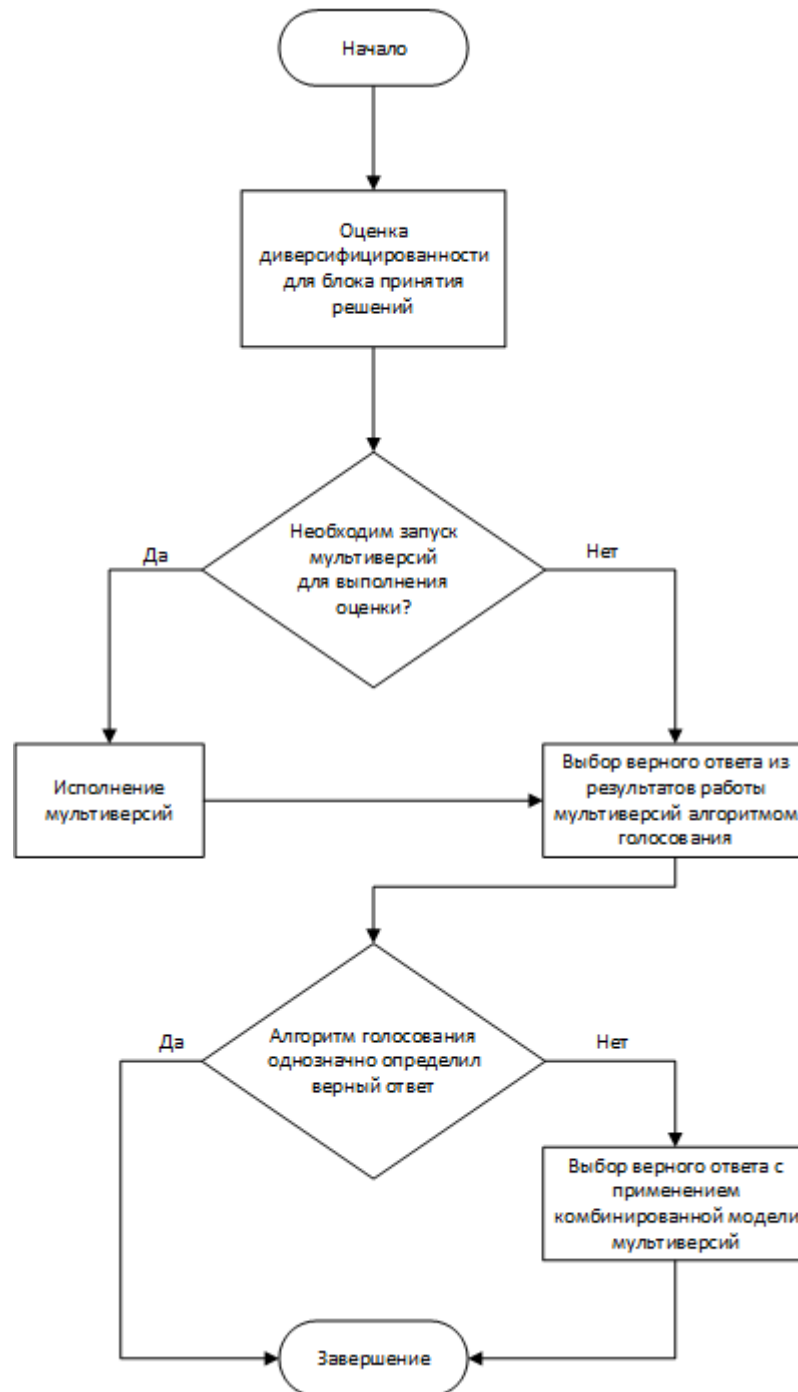 Начало
Оценка
диверсифицированности
для блока принятия
решений
Необходим запуск
мультиверсий
для выполнения
оценки?
Да
Нет
Исполнение
мультиверсий
Выбор верного ответа из
результатов работы
мультиверсий алгоритмом
голосования
Алгоритм голосования
однозначно определил
верный ответ
Да
Нет
Выбор верного ответа с
применением
комбинированной модели
мультиверсий
Завершение